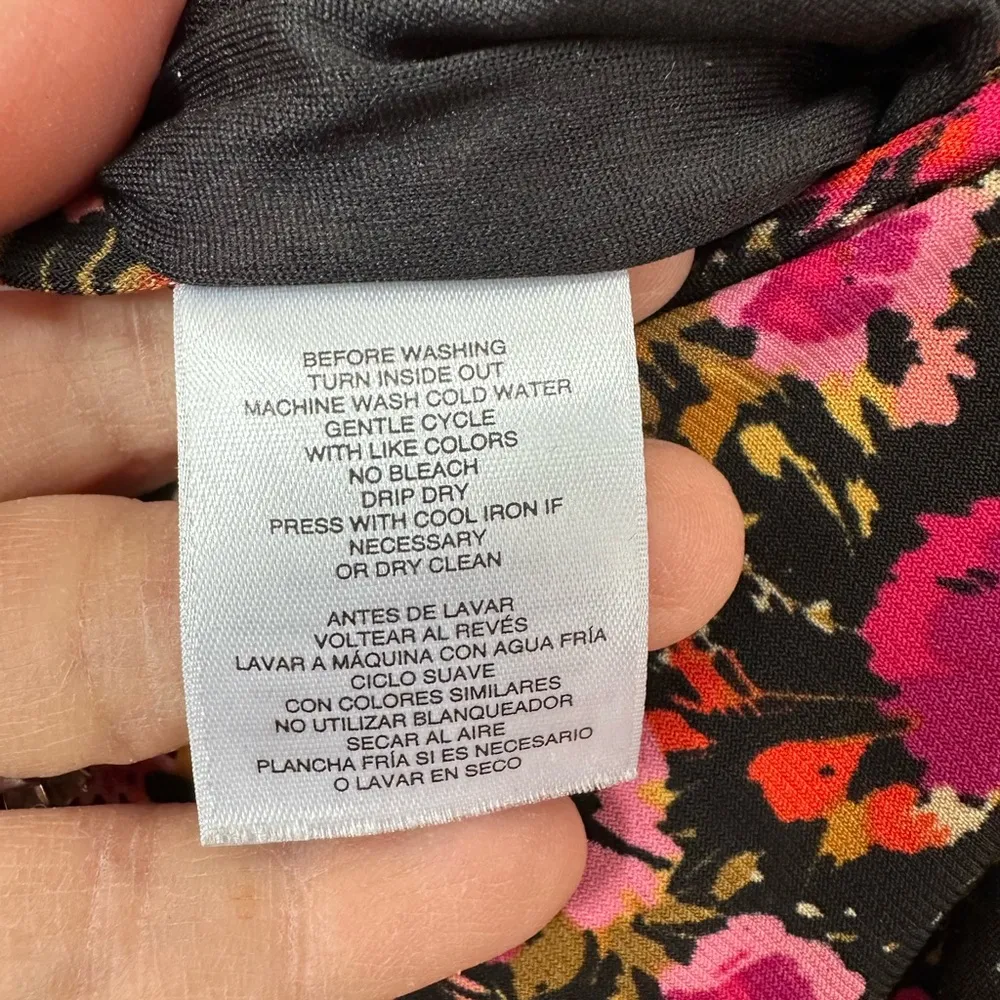 BEFORE WASHING
TURN INSIDE OUT
MACHINE WASH COLD WATER
GENTLE CYCLE
WITH LIKE COLORS
NO BLEACH
DRIP DRY
PRESS WITH COOL IRON IF
NECESSARY
OR DRY CLEAN
ANTES DE LAVAR
VOLTEAR AL REVÉS
LAVAR A MÁQUINA CON AGUA FRÍA
CICLO SUAVE
CON COLORES SIMILARES
NO UTILIZAR BLANQUEADOR
SECAR AL AIRE
PLANCHA FRÍA SI ES NECESARIO
O LAVAR EN SECO